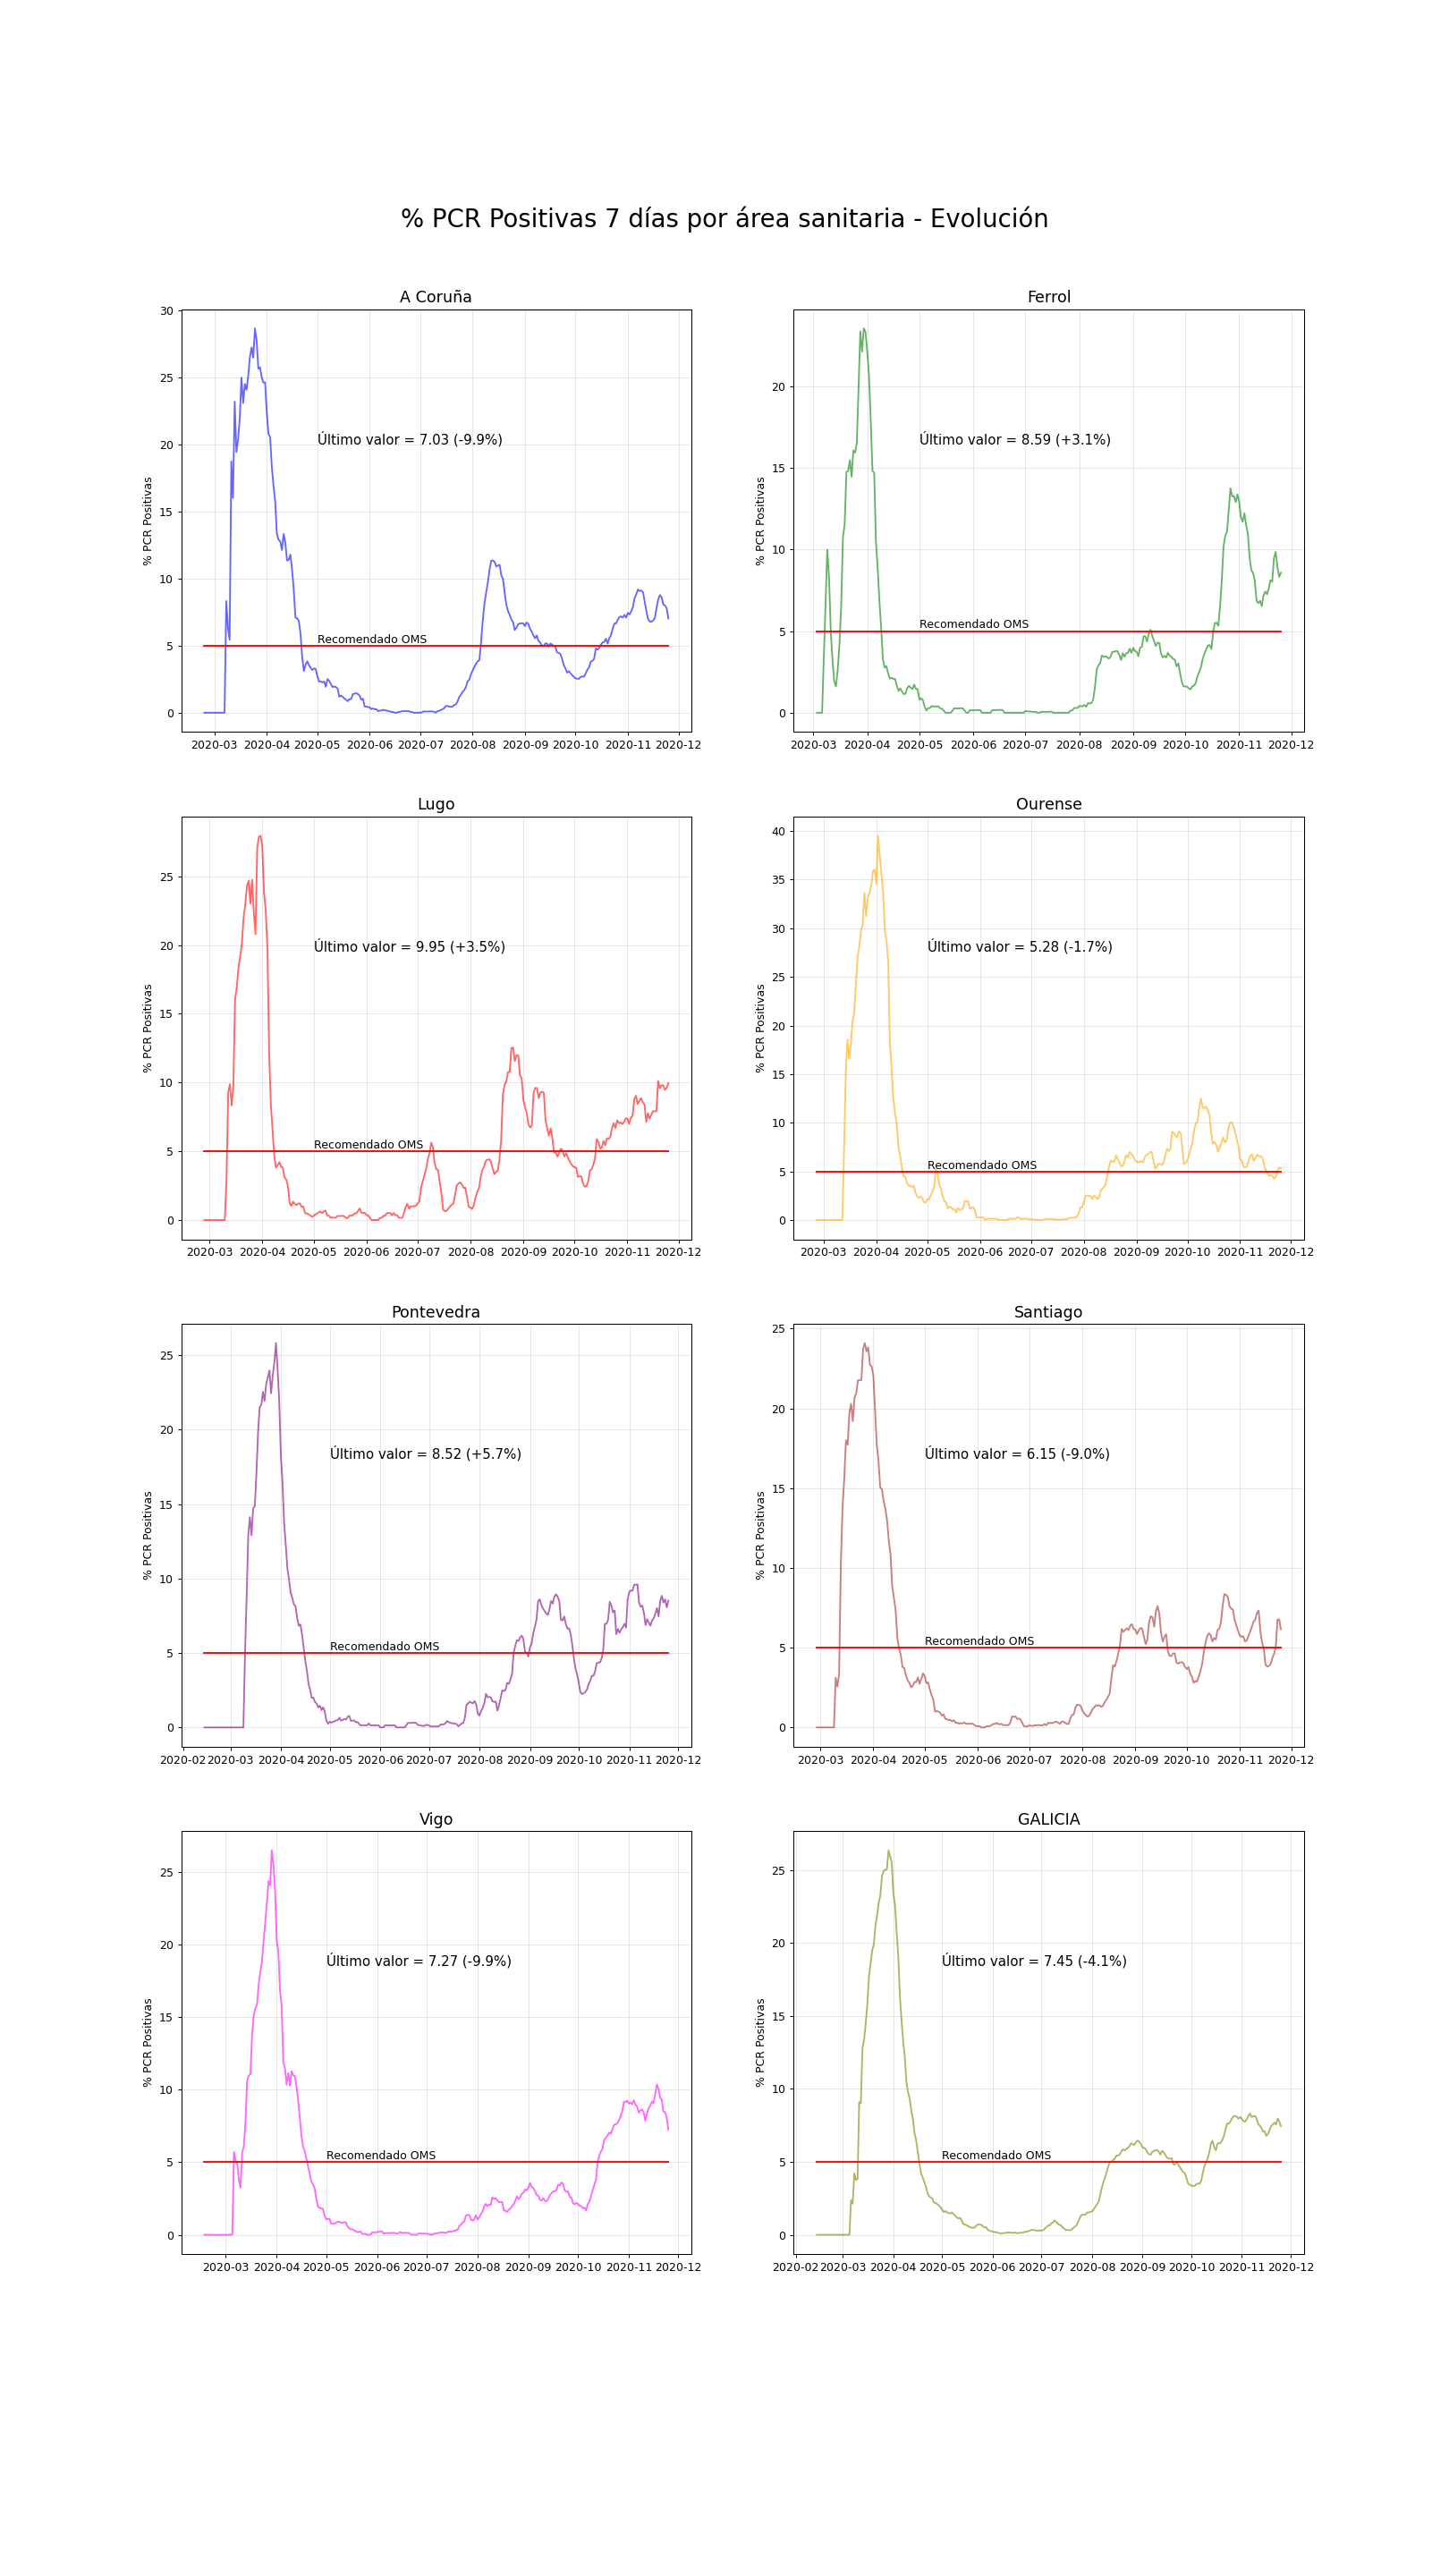 % PCR Positivas 7 días por área sanitaria - Evolución
A Coruña
30
25
20
15
10
5
0
% PCR Positivas
Último valor = 7.03 (-9.9%)
Recomendado OMS
2020-03 2020-04 2020-05 2020-06 2020-07 2020-08 2020-09 2020-10 2020-11 2020-12
Ferrol
20
15
10
5
0
% PCR Positivas
Último valor = 8.59 (+3.1%)
Recomendado OMS
2020-03 2020-04 2020-05 2020-06 2020-07 2020-08 2020-09 2020-10 2020-11 2020-12
Lugo
25
20
15
10
5
0
% PCR Positivas
Último valor = 9.95 (+3.5%)
Recomendado OMS
2020-03 2020-04 2020-05 2020-06 2020-07 2020-08 2020-09 2020-10 2020-11 2020-12
Ourense
40
35
30
25
20
15
10
5
0
% PCR Positivas
Último valor = 5.28 (-1.7%)
Recomendado OMS
2020-03 2020-04 2020-05 2020-06 2020-07 2020-08 2020-09 2020-10 2020-11 2020-12
Pontevedra
25
20
15
10
5
0
% PCR Positivas
Último valor = 8.52 (+5.7%)
Recomendado OMS
2020-02 2020-03 2020-04 2020-05 2020-06 2020-07 2020-08 2020-09 2020-10 2020-11 2020-12
Santiago
25
20
15
10
5
0
% PCR Positivas
Último valor = 6.15 (-9.0%)
Recomendado OMS
2020-03 2020-04 2020-05 2020-06 2020-07 2020-08 2020-09 2020-10 2020-11 2020-12
Vigo
25
20
15
10
5
0
% PCR Positivas
Último valor = 7.27 (-9.9%)
Recomendado OMS
2020-03 2020-04 2020-05 2020-06 2020-07 2020-08 2020-09 2020-10 2020-11 2020-12
GALICIA
25
20
15
10
5
0
% PCR Positivas
Último valor = 7.45 (-4.1%)
Recomendado OMS
2020-02 2020-03 2020-04 2020-05 2020-06 2020-07 2020-08 2020-09 2020-10 2020-11 2020-12